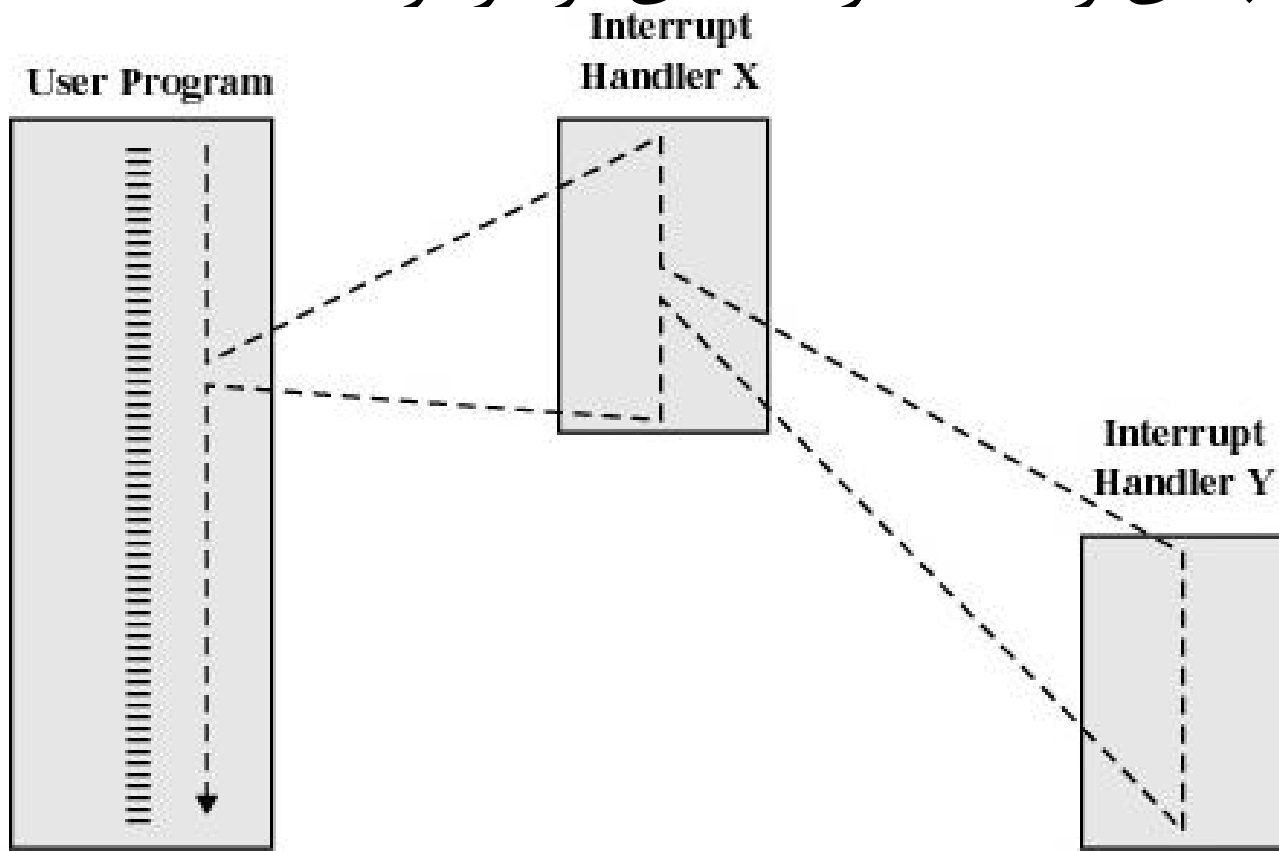 Interrupt
Handler X
User Program
Interrupt
Handler Y